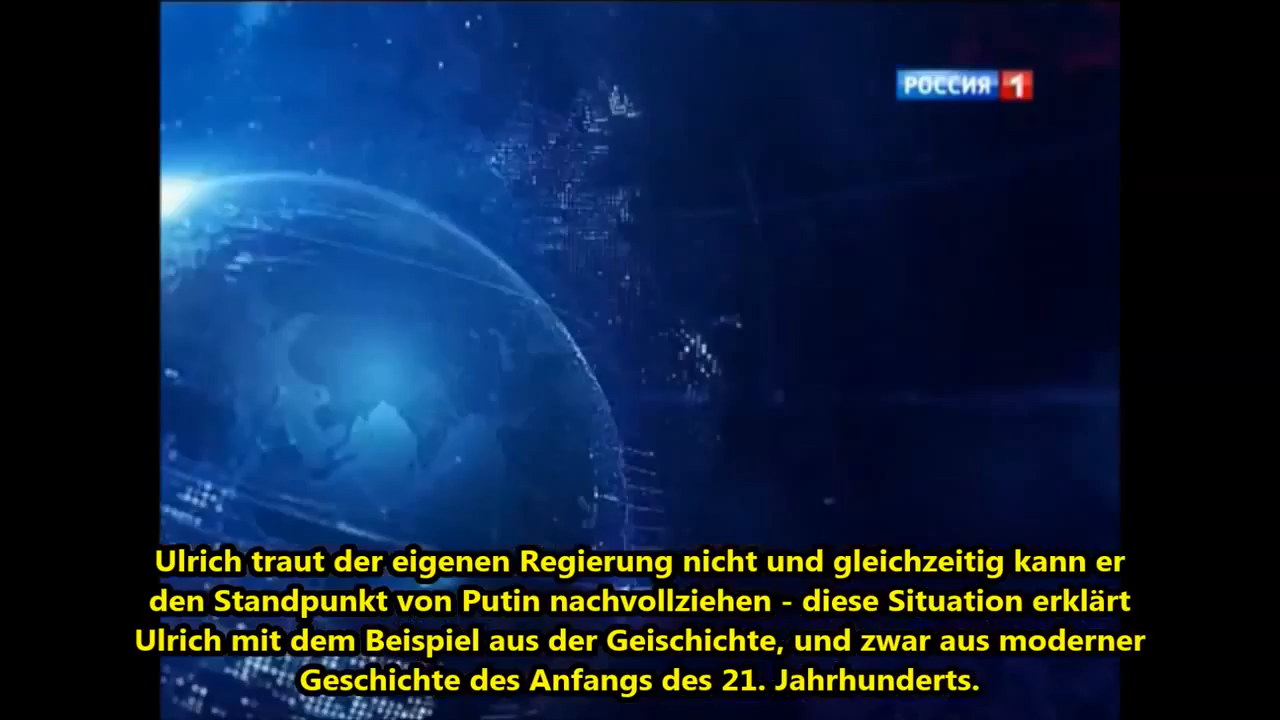 РОССИЯ 1
Ulrich traut der eigenen Regierung nicht und gleichzeitig kann er
den Standpunkt von Putin nachvollziehen - diese Situation erklärt
Ulrich mit dem Beispiel aus der Geischichte, und zwar aus moderner
Geschichte des Anfangs des 21. Jahrhunderts.